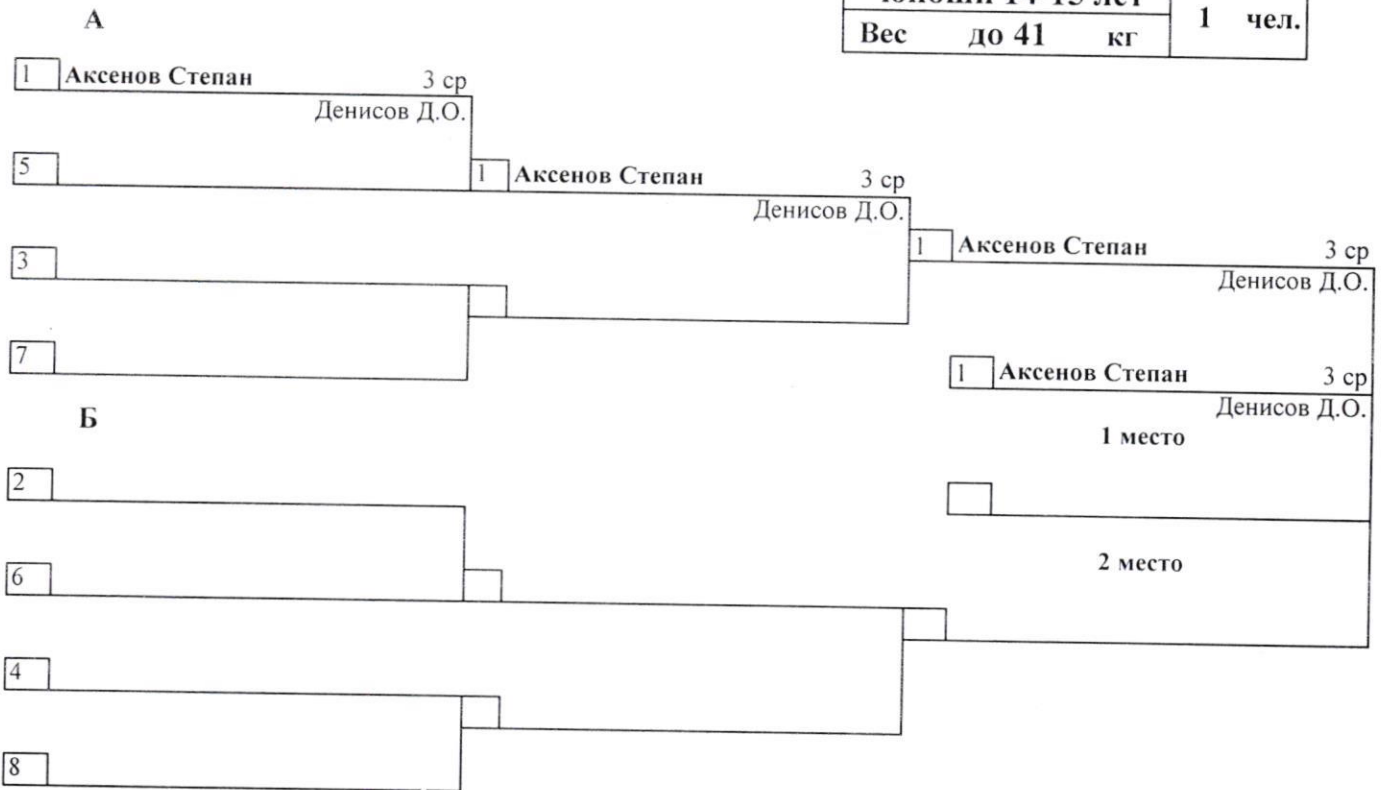 А
14-15 лет
1 чел.
Вес до 41 кг
1 Аксенов Степан 3 ср
Денисов Д.О.
5
1 Аксенов Степан 3 ср
Денисов Д.О.
3
1 Аксенов Степан 3 ср
Денисов Д.О.
7
1 Аксенов Степан 3 ср
Денисов Д.О.
1 место
Б
2
2 место
6
4
8